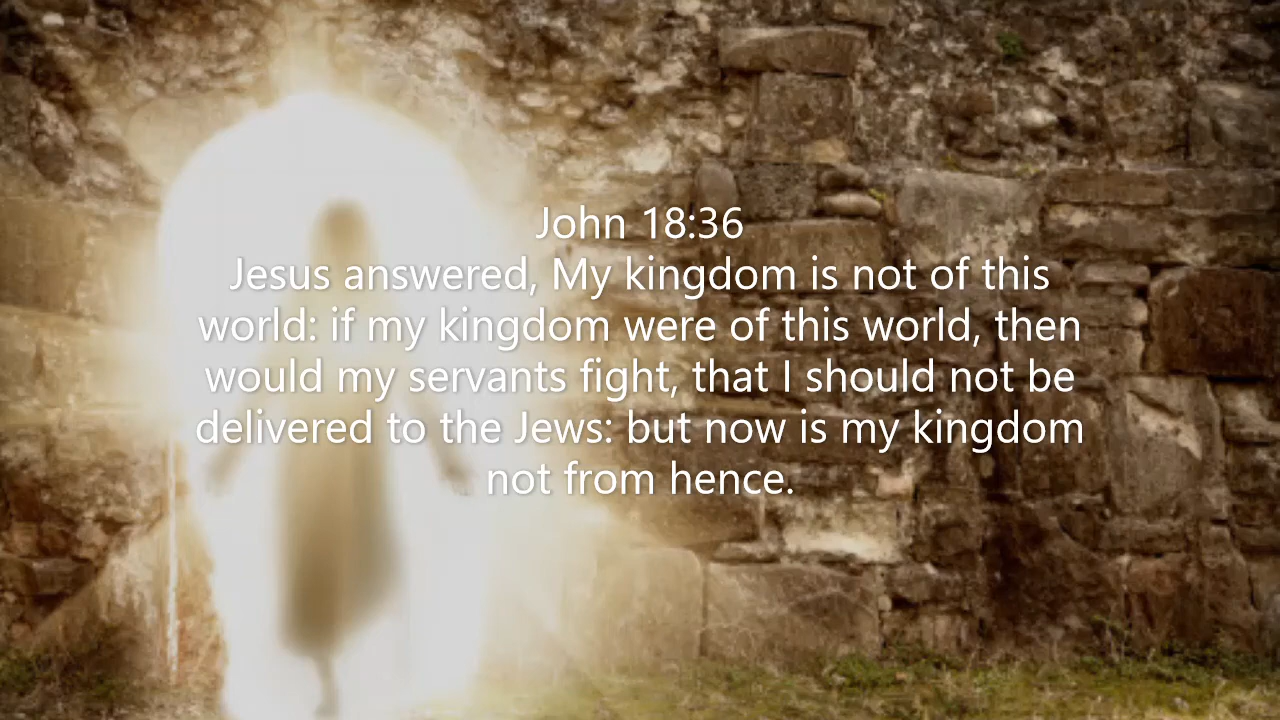 John 18:36
Jesus answered, My kingdom is not of this
world: if my kingdom were of this world, then
would my servants fight, that I should not be
delivered to the Jews: but now is my kingdom
not from hence.